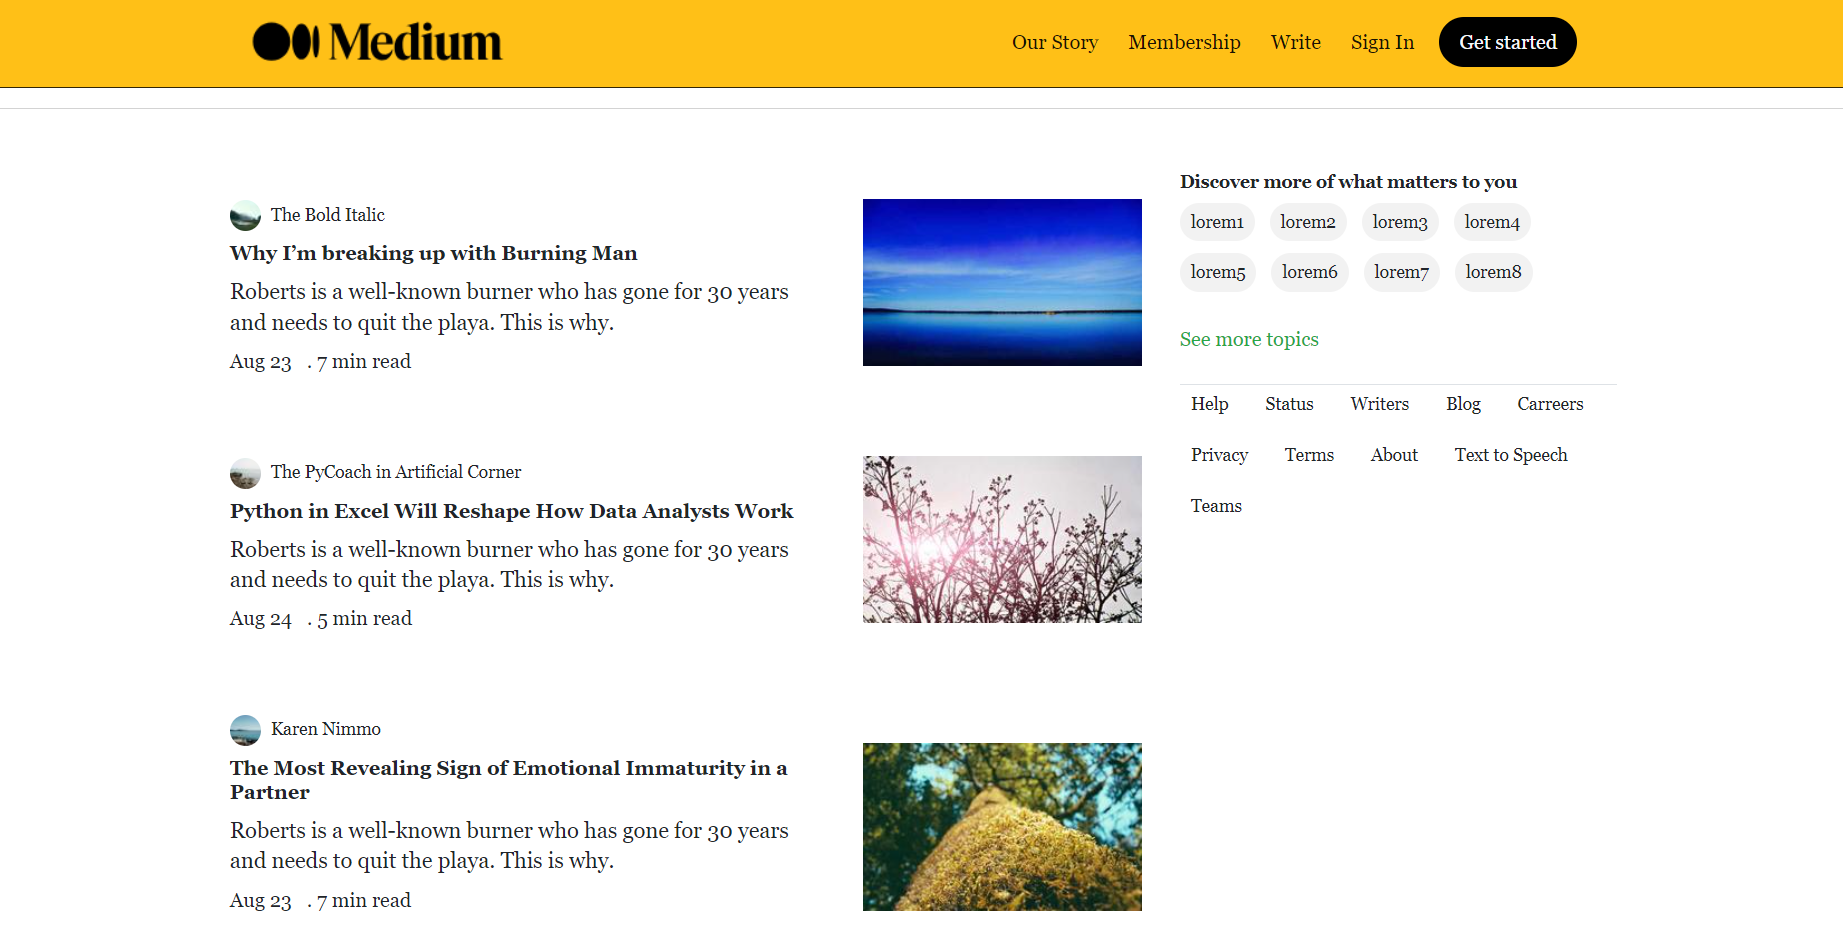 Medium
Our Story Membership Write Sign In Get started
The Bold Italic
Why I’m breaking up with Burning Man
Roberts is a well-known burner who has gone for 30 years
and needs to quit the playa. This is why.
Aug 23 . 7 min read
The PyCoach in Artificial Corner
Python in Excel Will Reshape How Data Analysts Work
Roberts is a well-known burner who has gone for 30 years
and needs to quit the playa. This is why.
Aug 24 . 5 min read
Karen Nimmo
The Most Revealing Sign of Emotional Immaturity in a
Partner
Roberts is a well-known burner who has gone for 30 years
and needs to quit the playa. This is why.
Aug 23 . 7 min read
Discover more of what matters to you
lorem1 lorem2 lorem3 lorem4
lorem5 lorem6 lorem7 lorem8
See more topics
Help Status Writers Blog Carreers
Privacy Terms About Text to Speech
Teams